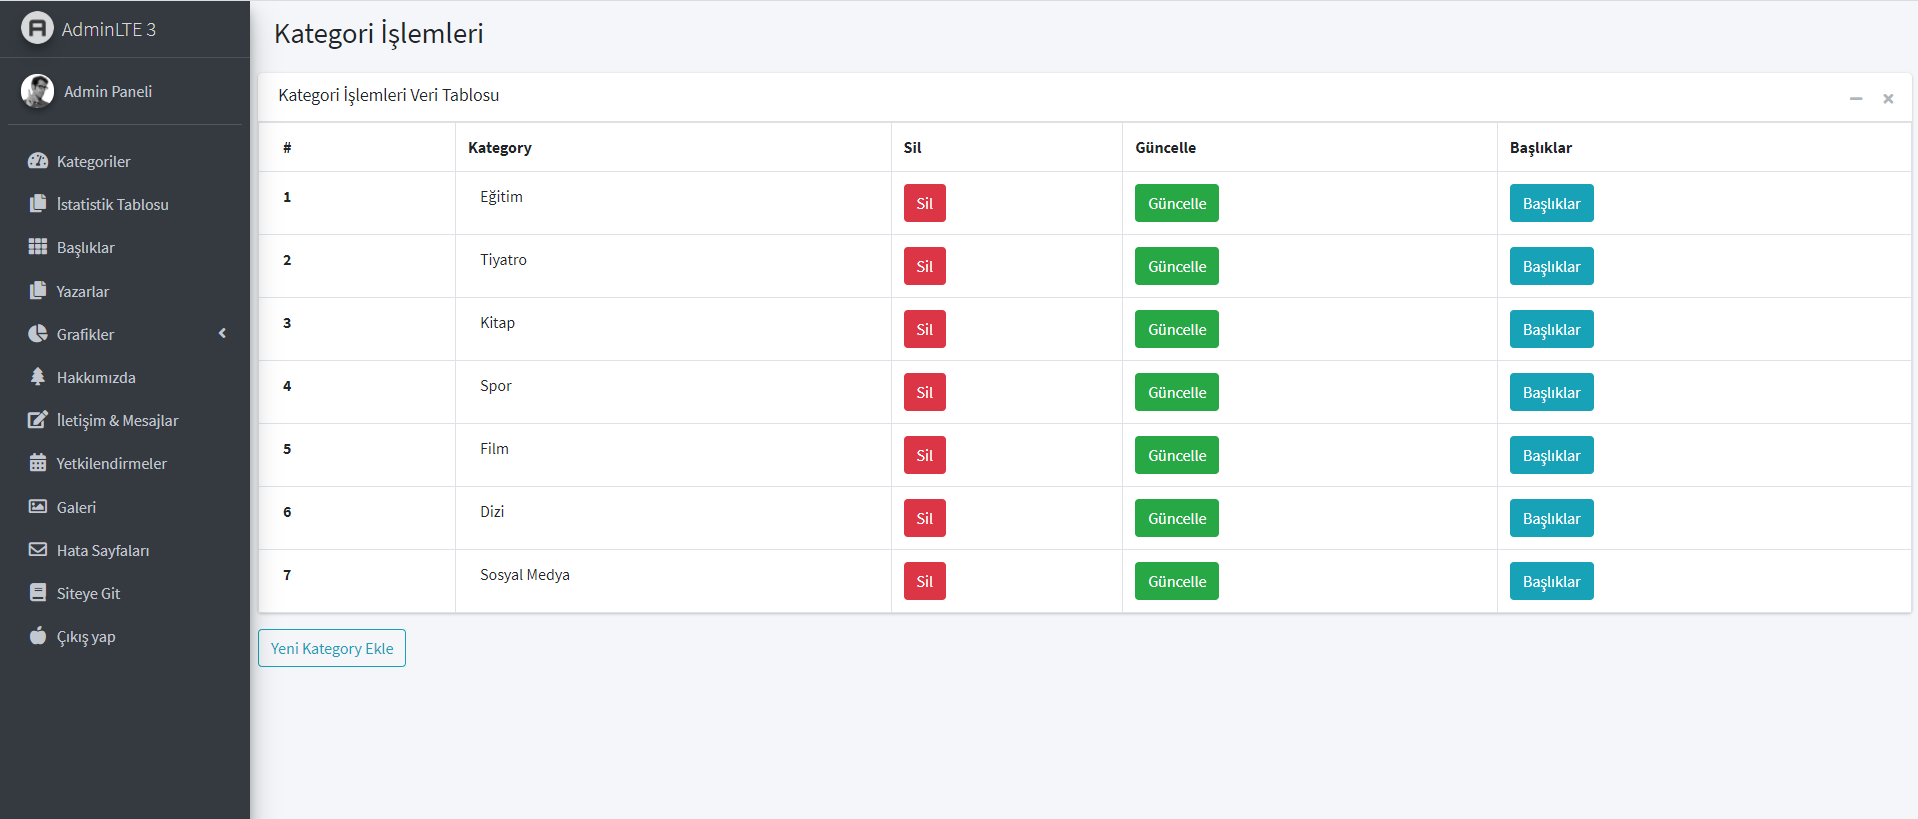 AdminLTE 3
Admin Paneli
Kategoriler
İstatistik Tablosu
Başlıklar
Yazarlar
Grafikler
Hakkımızda
İletişim & Mesajlar
Yetkilendirmeler
Galeri
Hata Sayfaları
Siteye Git
Çıkış yap
Kategori İşlemleri
Kategori İşlemleri Veri Tablosu
# Kategory Sil Güncelle Başlıklar
1 Eğitim Sil Güncelle Başlıklar
2 Tiyatro Sil Güncelle Başlıklar
3 Kitap Sil Güncelle Başlıklar
4 Spor Sil Güncelle Başlıklar
5 Film Sil Güncelle Başlıklar
6 Dizi Sil Güncelle Başlıklar
7 Sosyal Medya Sil Güncelle Başlıklar
Yeni Kategory Ekle